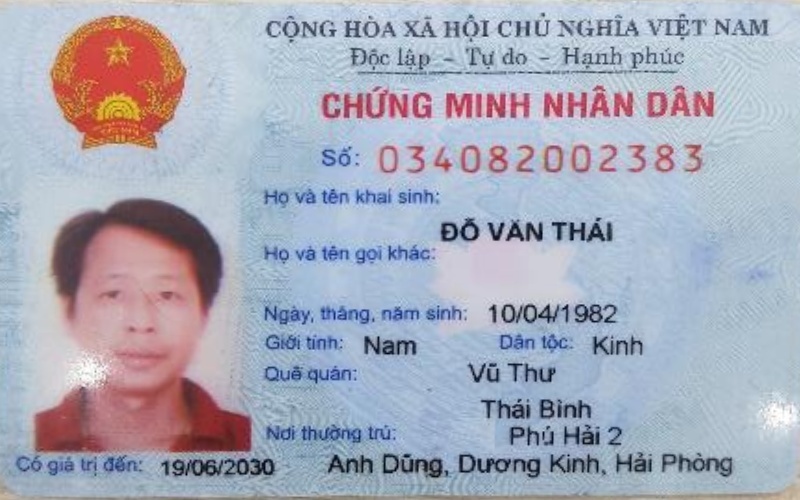 CỘNG HÒA XÃ HỘI CHỦ NGHĨA VIỆT NAM
Độc lập - Tự do - Hạnh phúc
CHỨNG MINH NHÂN DÂN
Số: 034082002383
Họ và tên khai sinh:
ĐỖ VĂN THÁI
Họ và tên gọi khác:
Ngày, tháng, năm sinh: 10/04/1982
Giới tính: Nam Dân tộc: Kinh
Quê quán: Vũ Thư
Thái Bình
Nơi thường trú: Phú Hải 2
Có giá trị đến: 19/06/2030 Anh Dũng, Dương Kinh, Hải Phòng